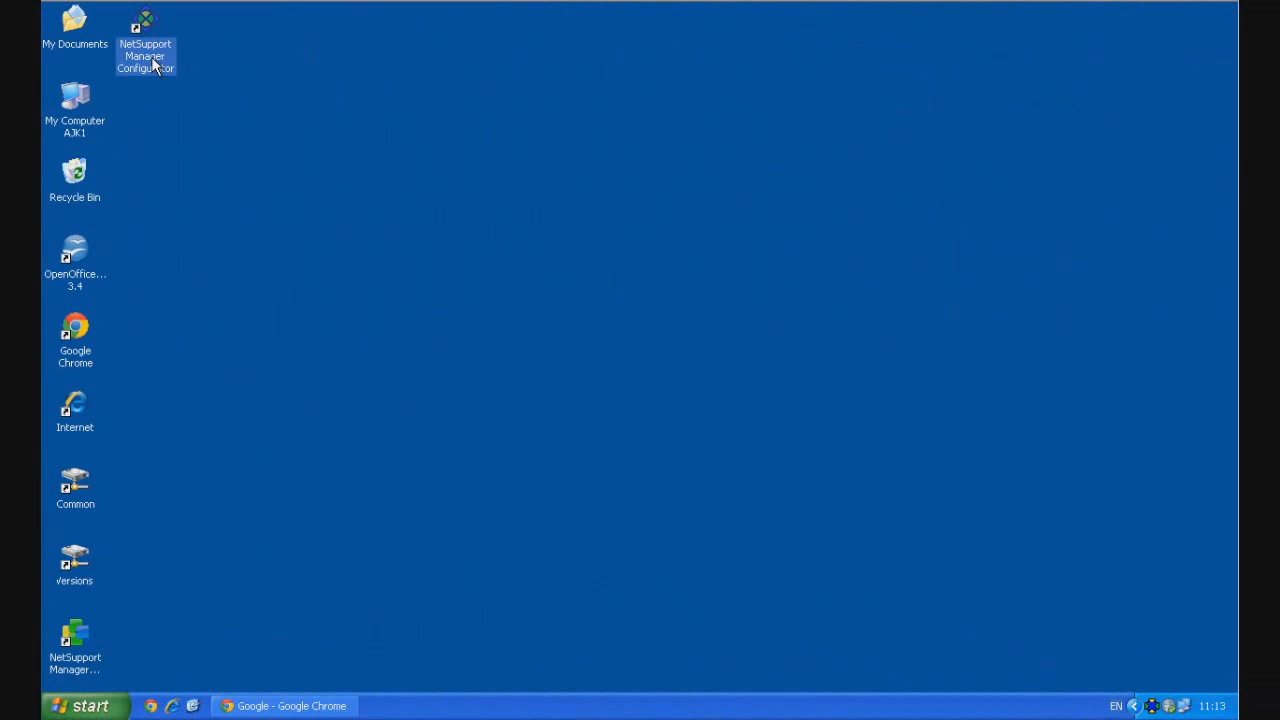 My Documents
NetSupport
Manager
Configurator
My Computer
AJK1
Recycle Bin
OpenOffice...
3.4
Google
Chrome
Internet
Common
Versions
NetSupport
Manager...
start
Google - Google Chrome
EN
11:13